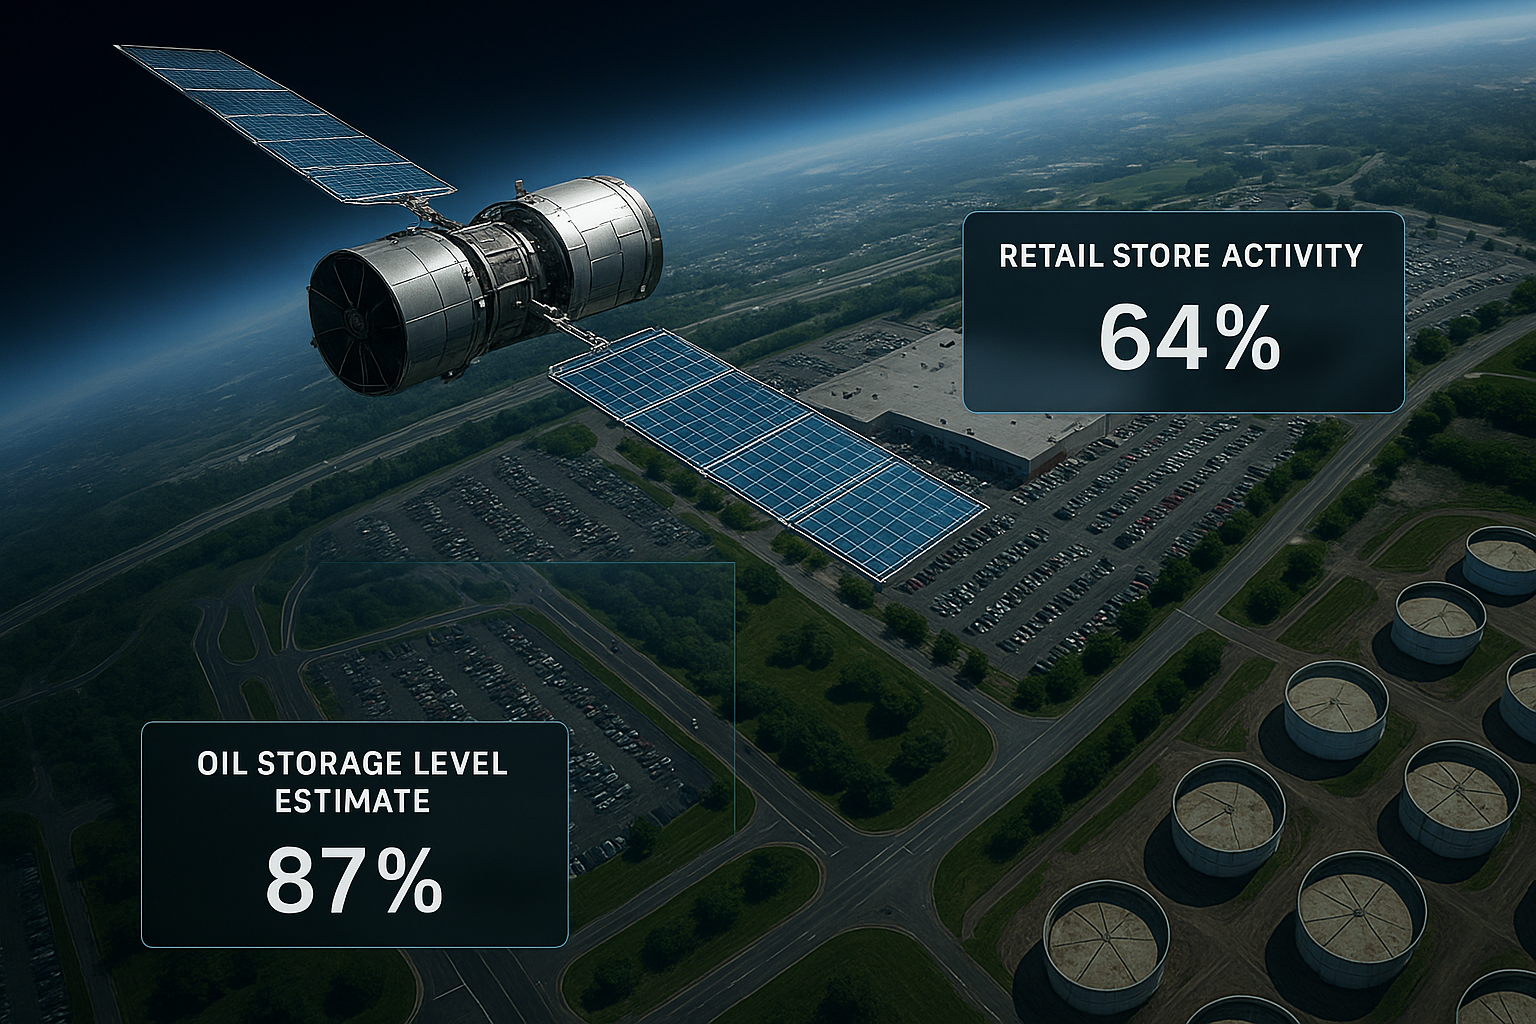 RETAIL STORE ACTIVITY
64%
OIL STORAGE LEVEL
ESTIMATE
87%